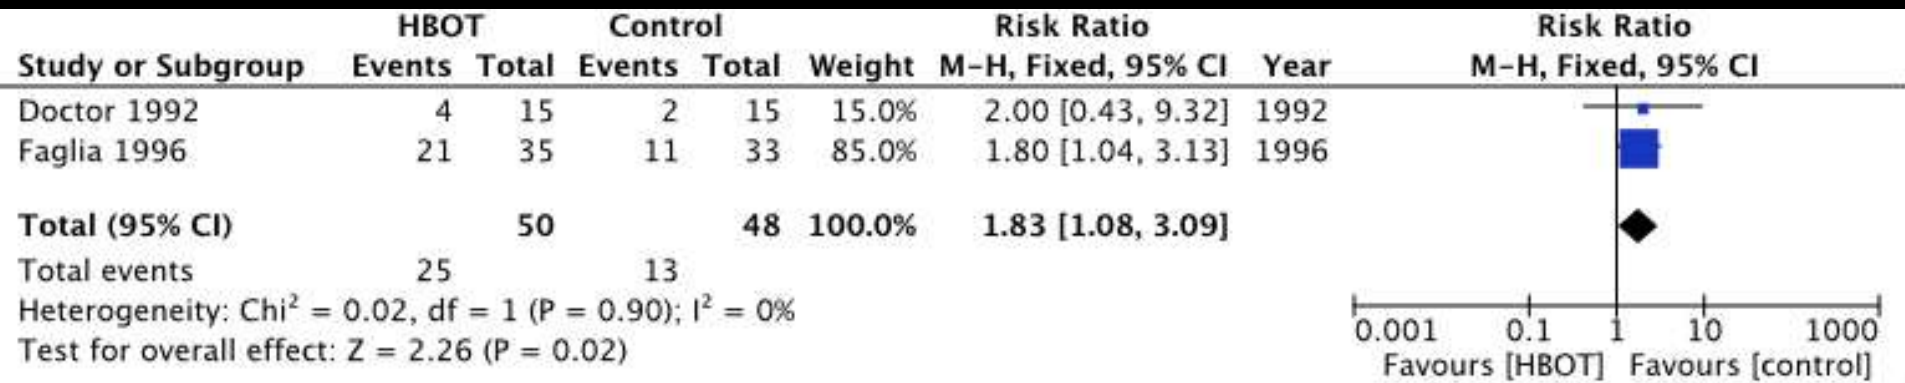 HBOT Control Risk Ratio Risk Ratio
Study or Subgroup Events Total Events Total Weight M-H, Fixed, 95% CI Year M-H, Fixed, 95% CI
Doctor 1992 4 15 2 15 15.0% 2.00 [0.43, 9.32] 1992
Faglia 1996 21 35 11 33 85.0% 1.80 [1.04, 3.13] 1996
Total (95% CI) 50 48 100.0% 1.83 [1.08, 3.09]
Total events 25 13
Heterogeneity: Chi² = 0.02, df = 1 (P = 0.90); I² = 0%
Test for overall effect: Z = 2.26 (P = 0.02)
0.001 0.1 1 10 1000
Favours [HBOT] Favours [control]